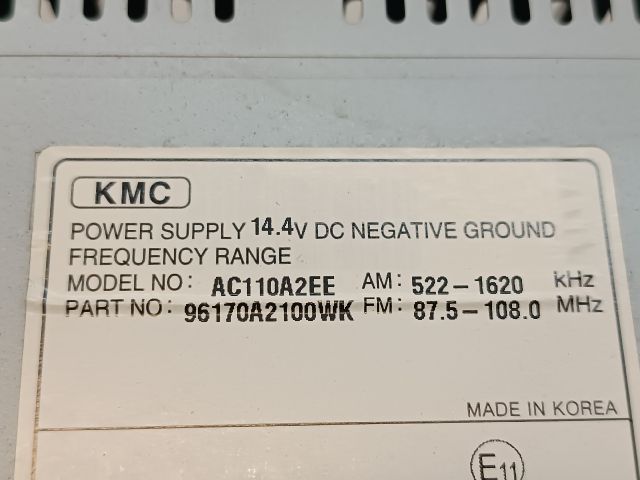 KMC
POWER SUPPLY 14.4V DC NEGATIVE GROUND
FREQUENCY RANGE
MODEL NO: AC110A2EE AM: 522-1620 KHz
PART NO: 96170A2100WK FM: 87.5-108.0 MHz
MADE IN KOREA
E11